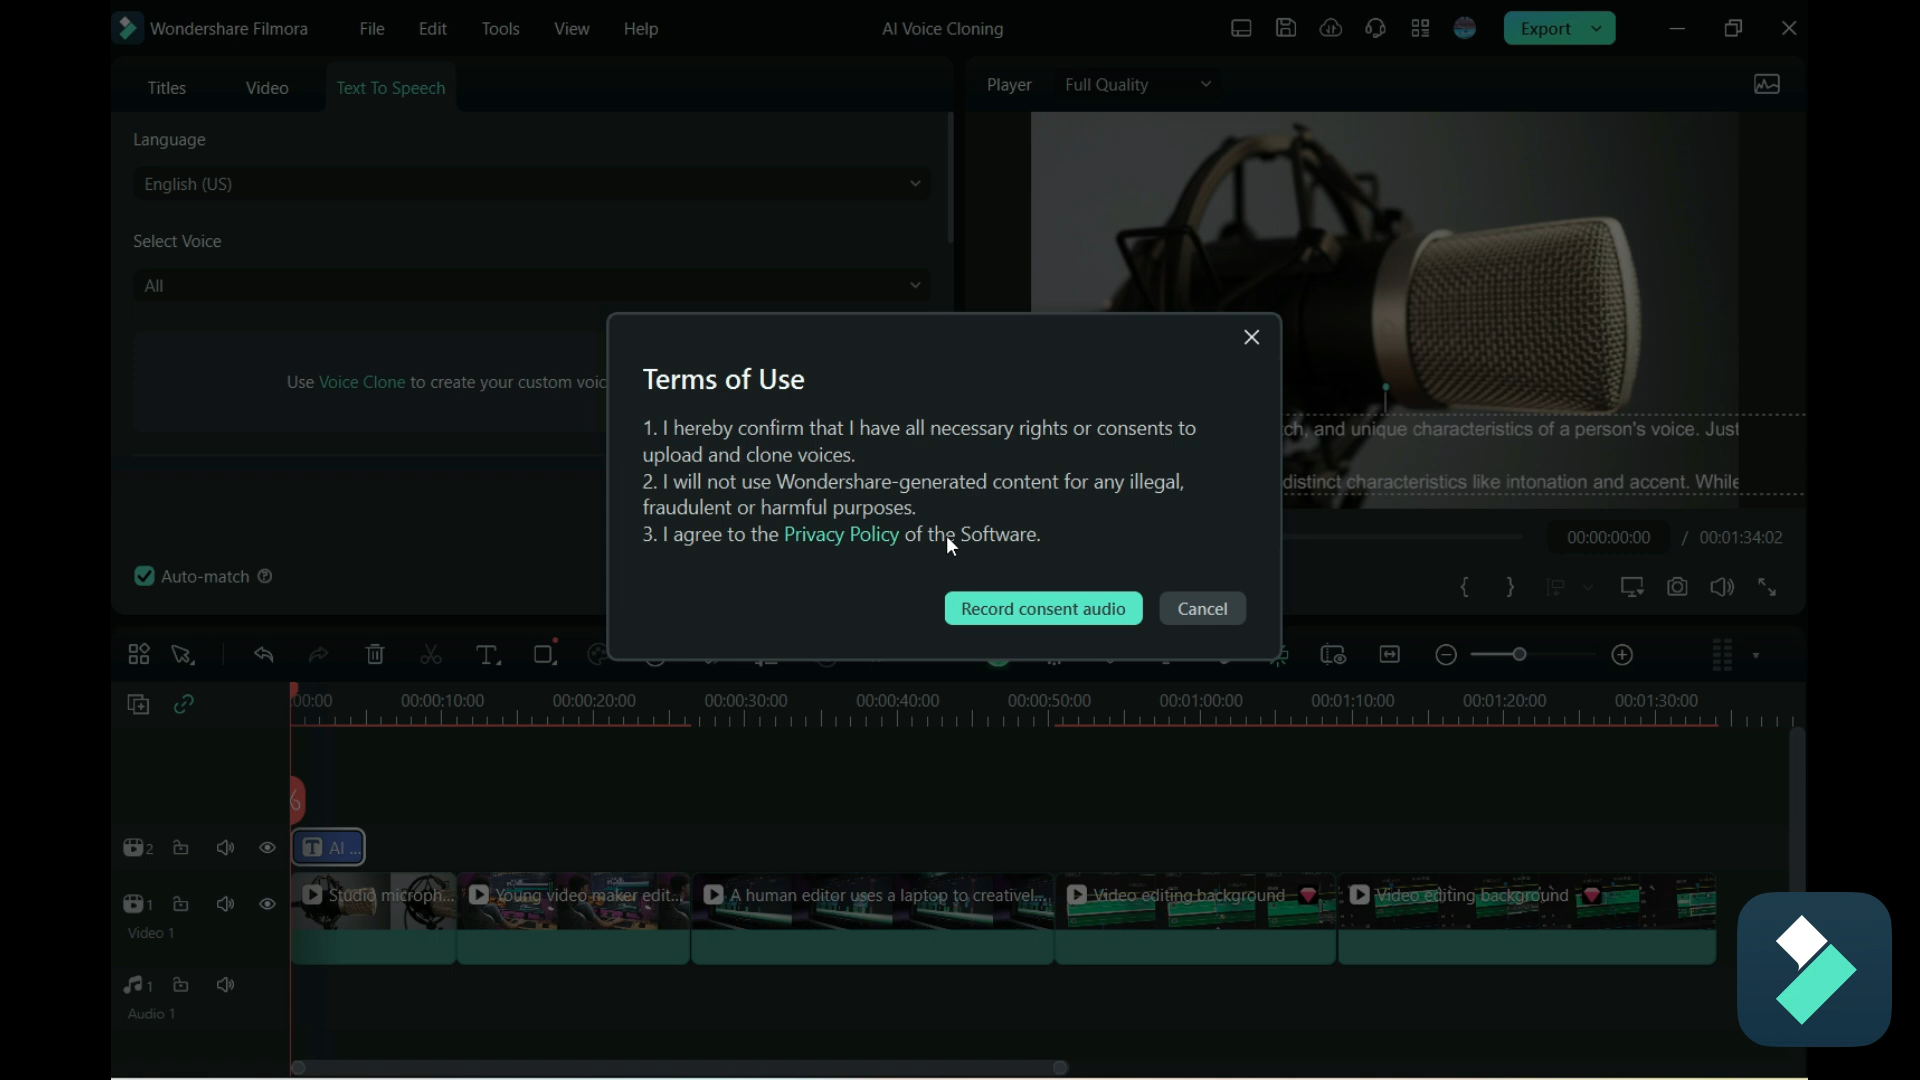 Wondershare Filmora File Edit Tools View Help AI Voice Cloning Export
Titles Video Text To Speech
Player Full Quality
Language
English (US)
Select Voice
All
Use Voice Clone to create your custom
Terms of Use
1. I hereby confirm that I have all necessary rights or consents to
upload and clone voices.
2. I will not use Wondershare-generated content for any illegal,
fraudulent or harmful purposes.
3. I agree to the Privacy Policy of the Software.
Record consent audio Cancel
and unique characteristics of a person's voice. Just
distinct characteristics like intonation and accent. While
00:00:00:00 / 00:01:34:02
Auto-match
00:00 00:00:10:00 00:00:20:00 00:00:30:00 00:00:40:00 00:00:50:00 00:01:00:00 00:01:10:00 00:01:20:00 00:01:30:00
2
AI ...
1
Studio microph... Young video maker edit... A human editor uses a laptop to creativel... Video editing background Video editing background
Video 1
1
Audio 1